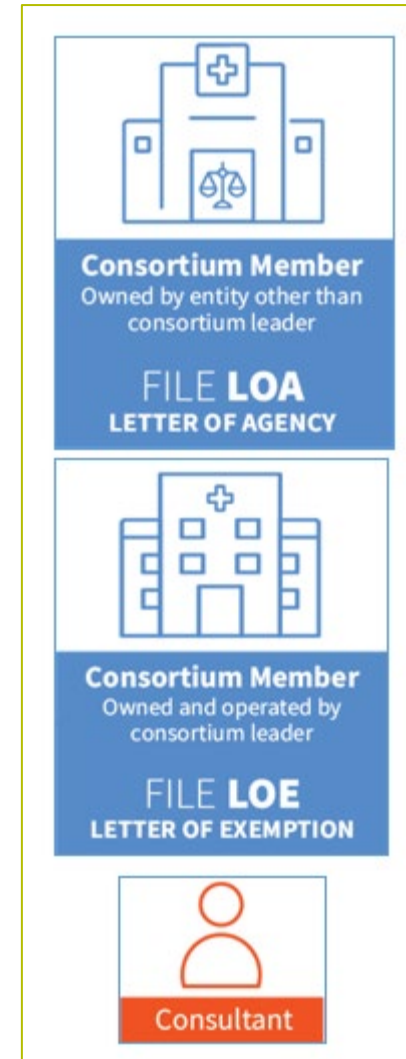 Consortium Member
Owned by entity other than
consortium leader
FILE LOA
LETTER OF AGENCY
Consortium Member
Owned and operated by
consortium leader
FILE LOE
LETTER OF EXEMPTION
Consultant